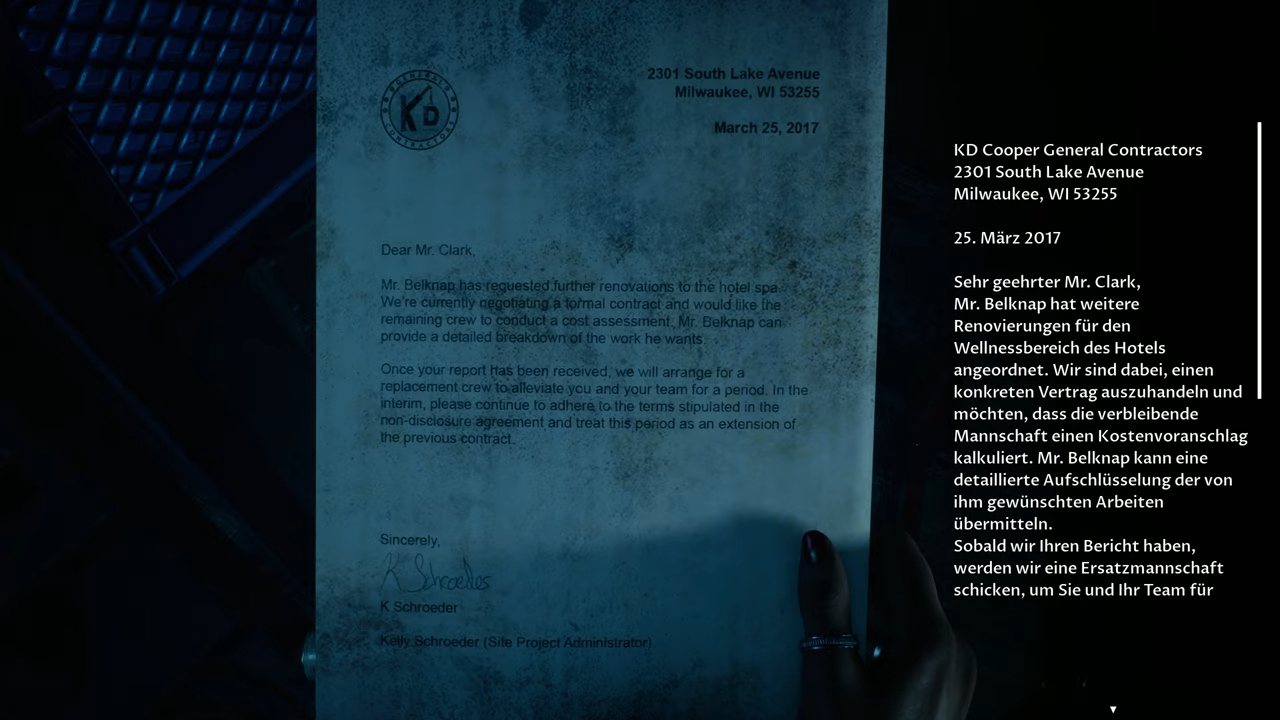 GENERAL
KD
CONTRACTORS
2301 South Lake Avenue
Milwaukee, WI 53255
March 25, 2017
Dear Mr. Clark,
Mr. Belknap has requested further renovations to the hotel spa.
We're currently negotiating a formal contract and would like the
remaining crew to conduct a cost assessment. Mr. Belknap can
provide a detailed breakdown of the work he wants.
Once your report has been received, we will arrange for a
replacement crew to alleviate you and your team for a period. In the
interim, please continue to adhere to the terms stipulated in the
non-disclosure agreement and treat this period as an extension of
the previous contract.
Sincerely,
K Schroeder
K Schroeder
Kelly Schroeder (Site Project Administrator)
KD Cooper General Contractors
2301 South Lake Avenue
Milwaukee, WI 53255
25. März 2017
Sehr geehrter Mr. Clark,
Mr. Belknap hat weitere
Renovierungen für den
Wellnessbereich des Hotels
angeordnet. Wir sind dabei, einen
konkreten Vertrag auszuhandeln und
möchten, dass die verbleibende
Mannschaft einen Kostenvoranschlag
kalkuliert. Mr. Belknap kann eine
detaillierte Aufschlüsselung der von
ihm gewünschten Arbeiten
übermitteln.
Sobald wir Ihren Bericht haben,
werden wir eine Ersatzmannschaft
schicken, um Sie und Ihr Team für